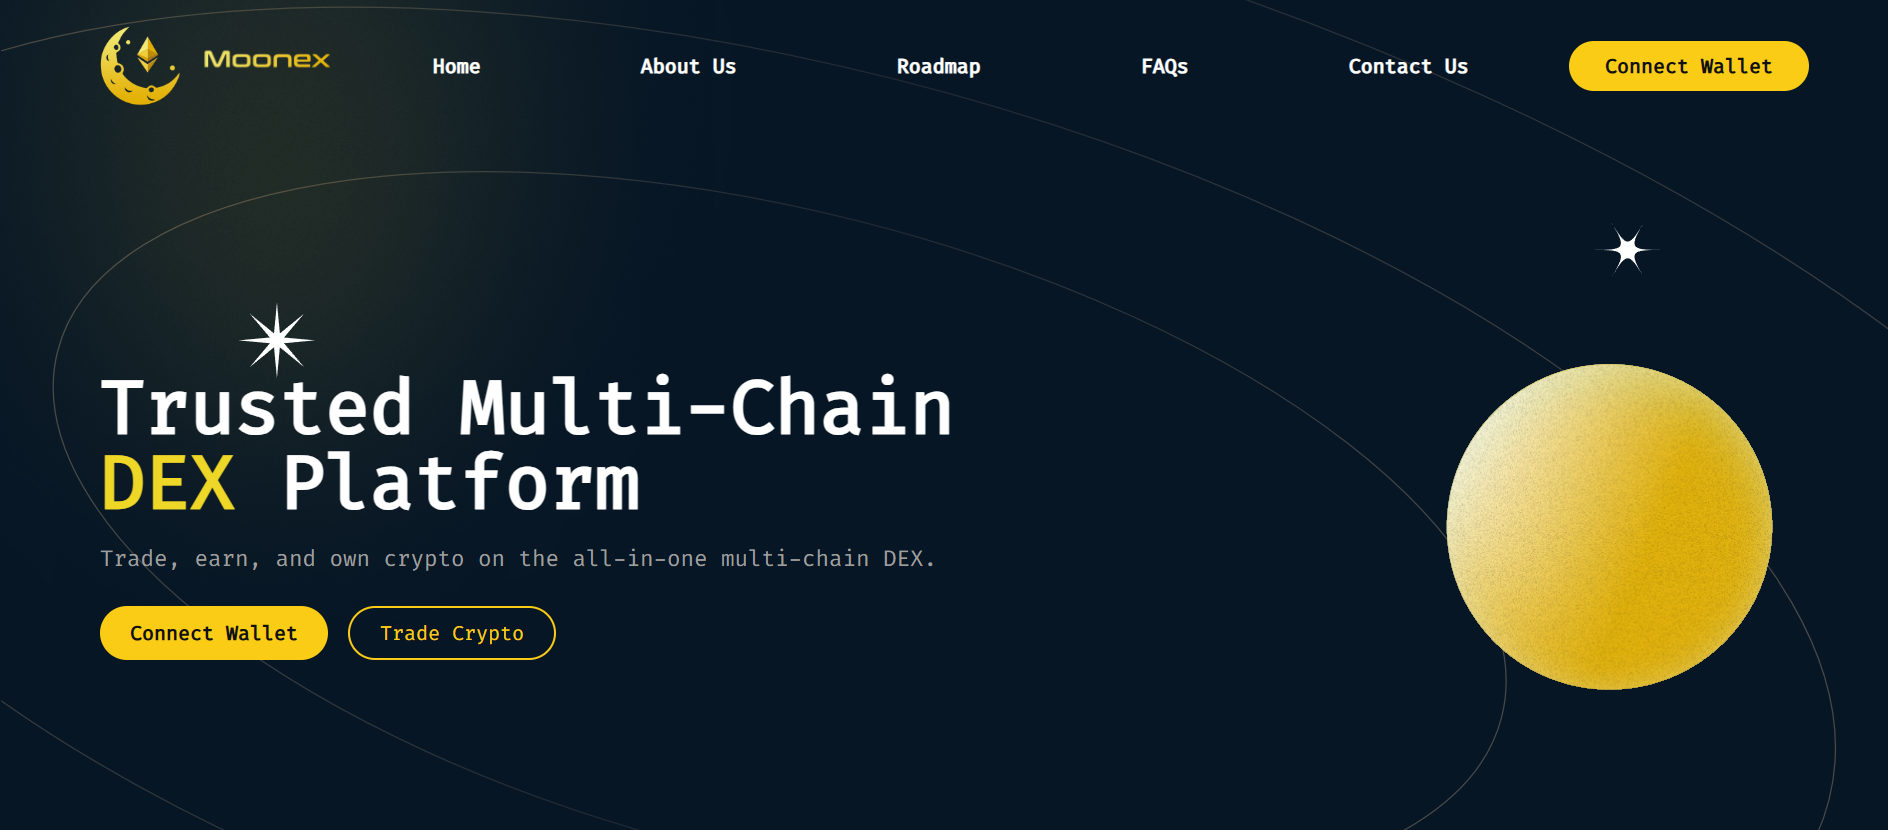 Moonex
Home
About Us
Roadmap
FAQs
Contact Us
Connect Wallet
Trusted Multi-Chain
DEX Platform
Trade, earn, and own crypto on the all-in-one multi-chain DEX.
Connect Wallet
Trade Crypto